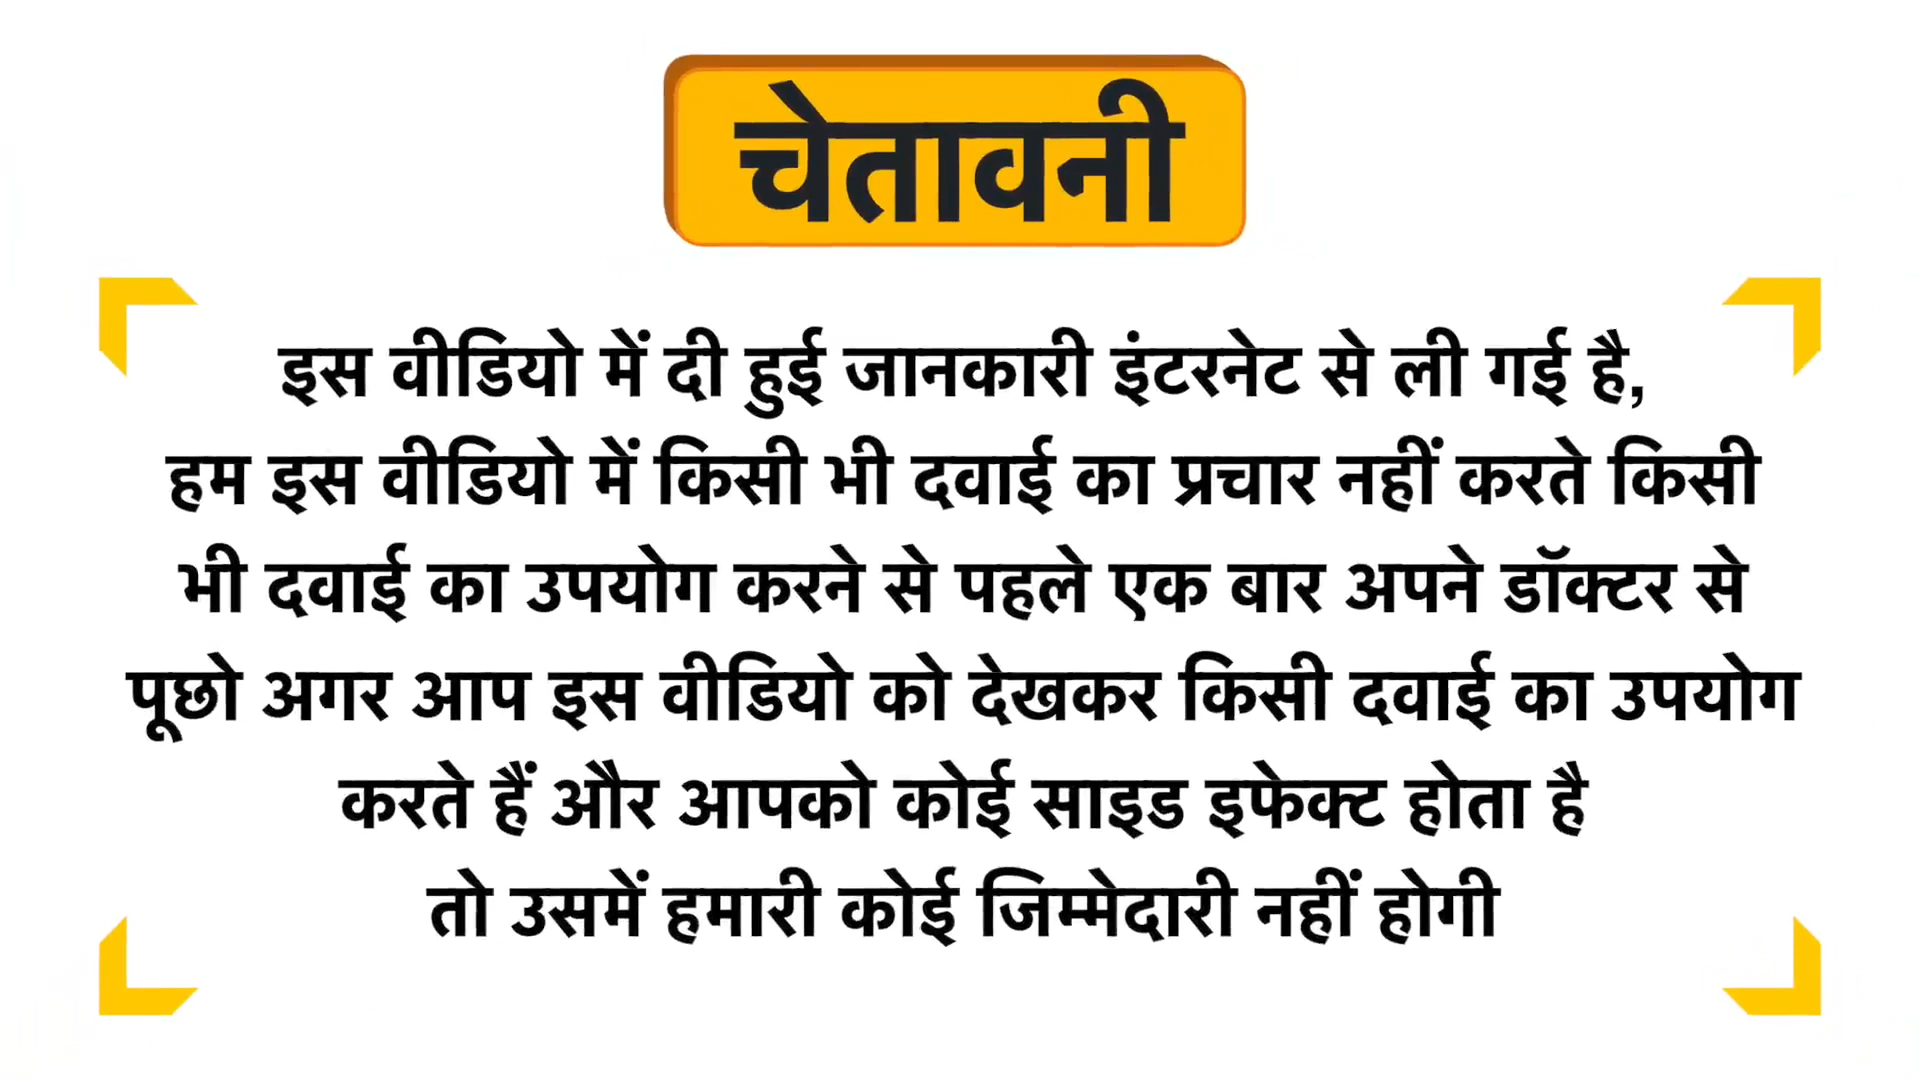 चेतावनी
इस वीडियो में दी हुई जानकारी इंटरनेट से ली गई है,
हम इस वीडियो में किसी भी दवाई का प्रचार नहीं करते किसी
भी दवाई का उपयोग करने से पहले एक बार अपने डॉक्टर से
पूछो अगर आप इस वीडियो को देखकर किसी दवाई का उपयोग
करते हैं और आपको कोई साइड इफेक्ट होता है
तो उसमें हमारी कोई जिम्मेदारी नहीं होगी